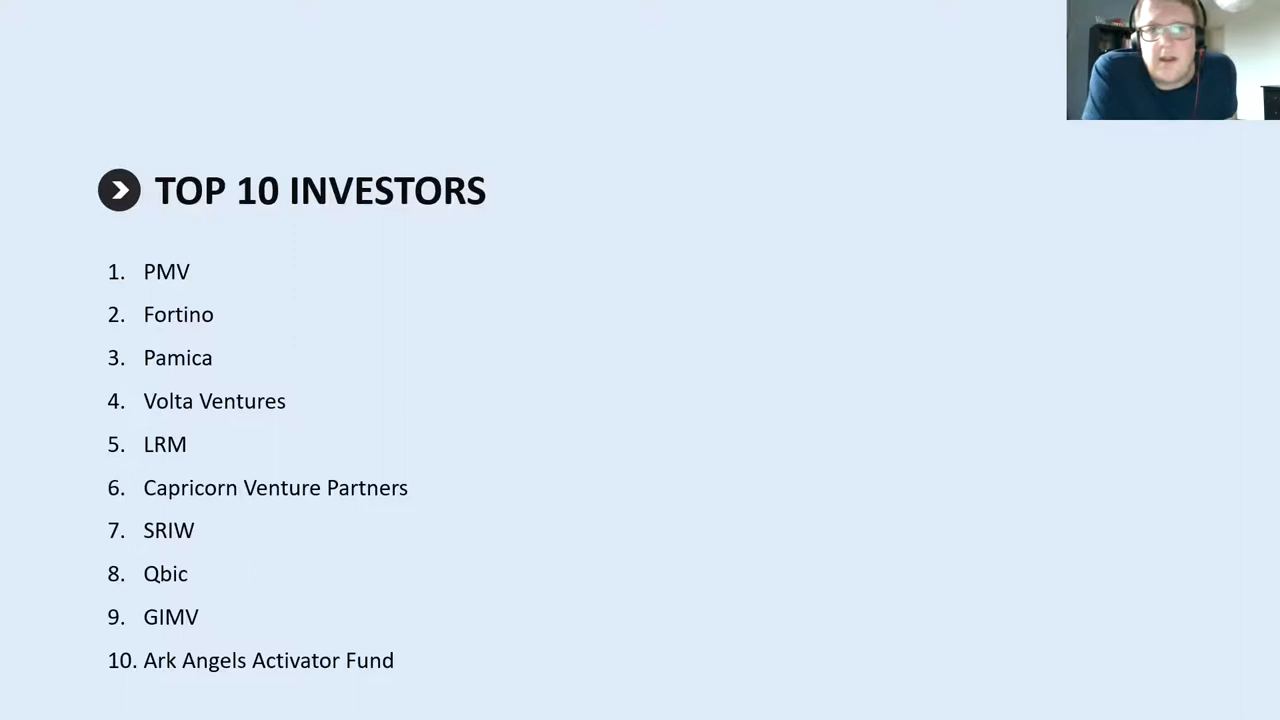 TOP 10 INVESTORS
1. PMV
2. Fortino
3. Pamica
4. Volta Ventures
5. LRM
6. Capricorn Venture Partners
7. SRIW
8. Qbic
9. GIMV
10. Ark Angels Activator Fund